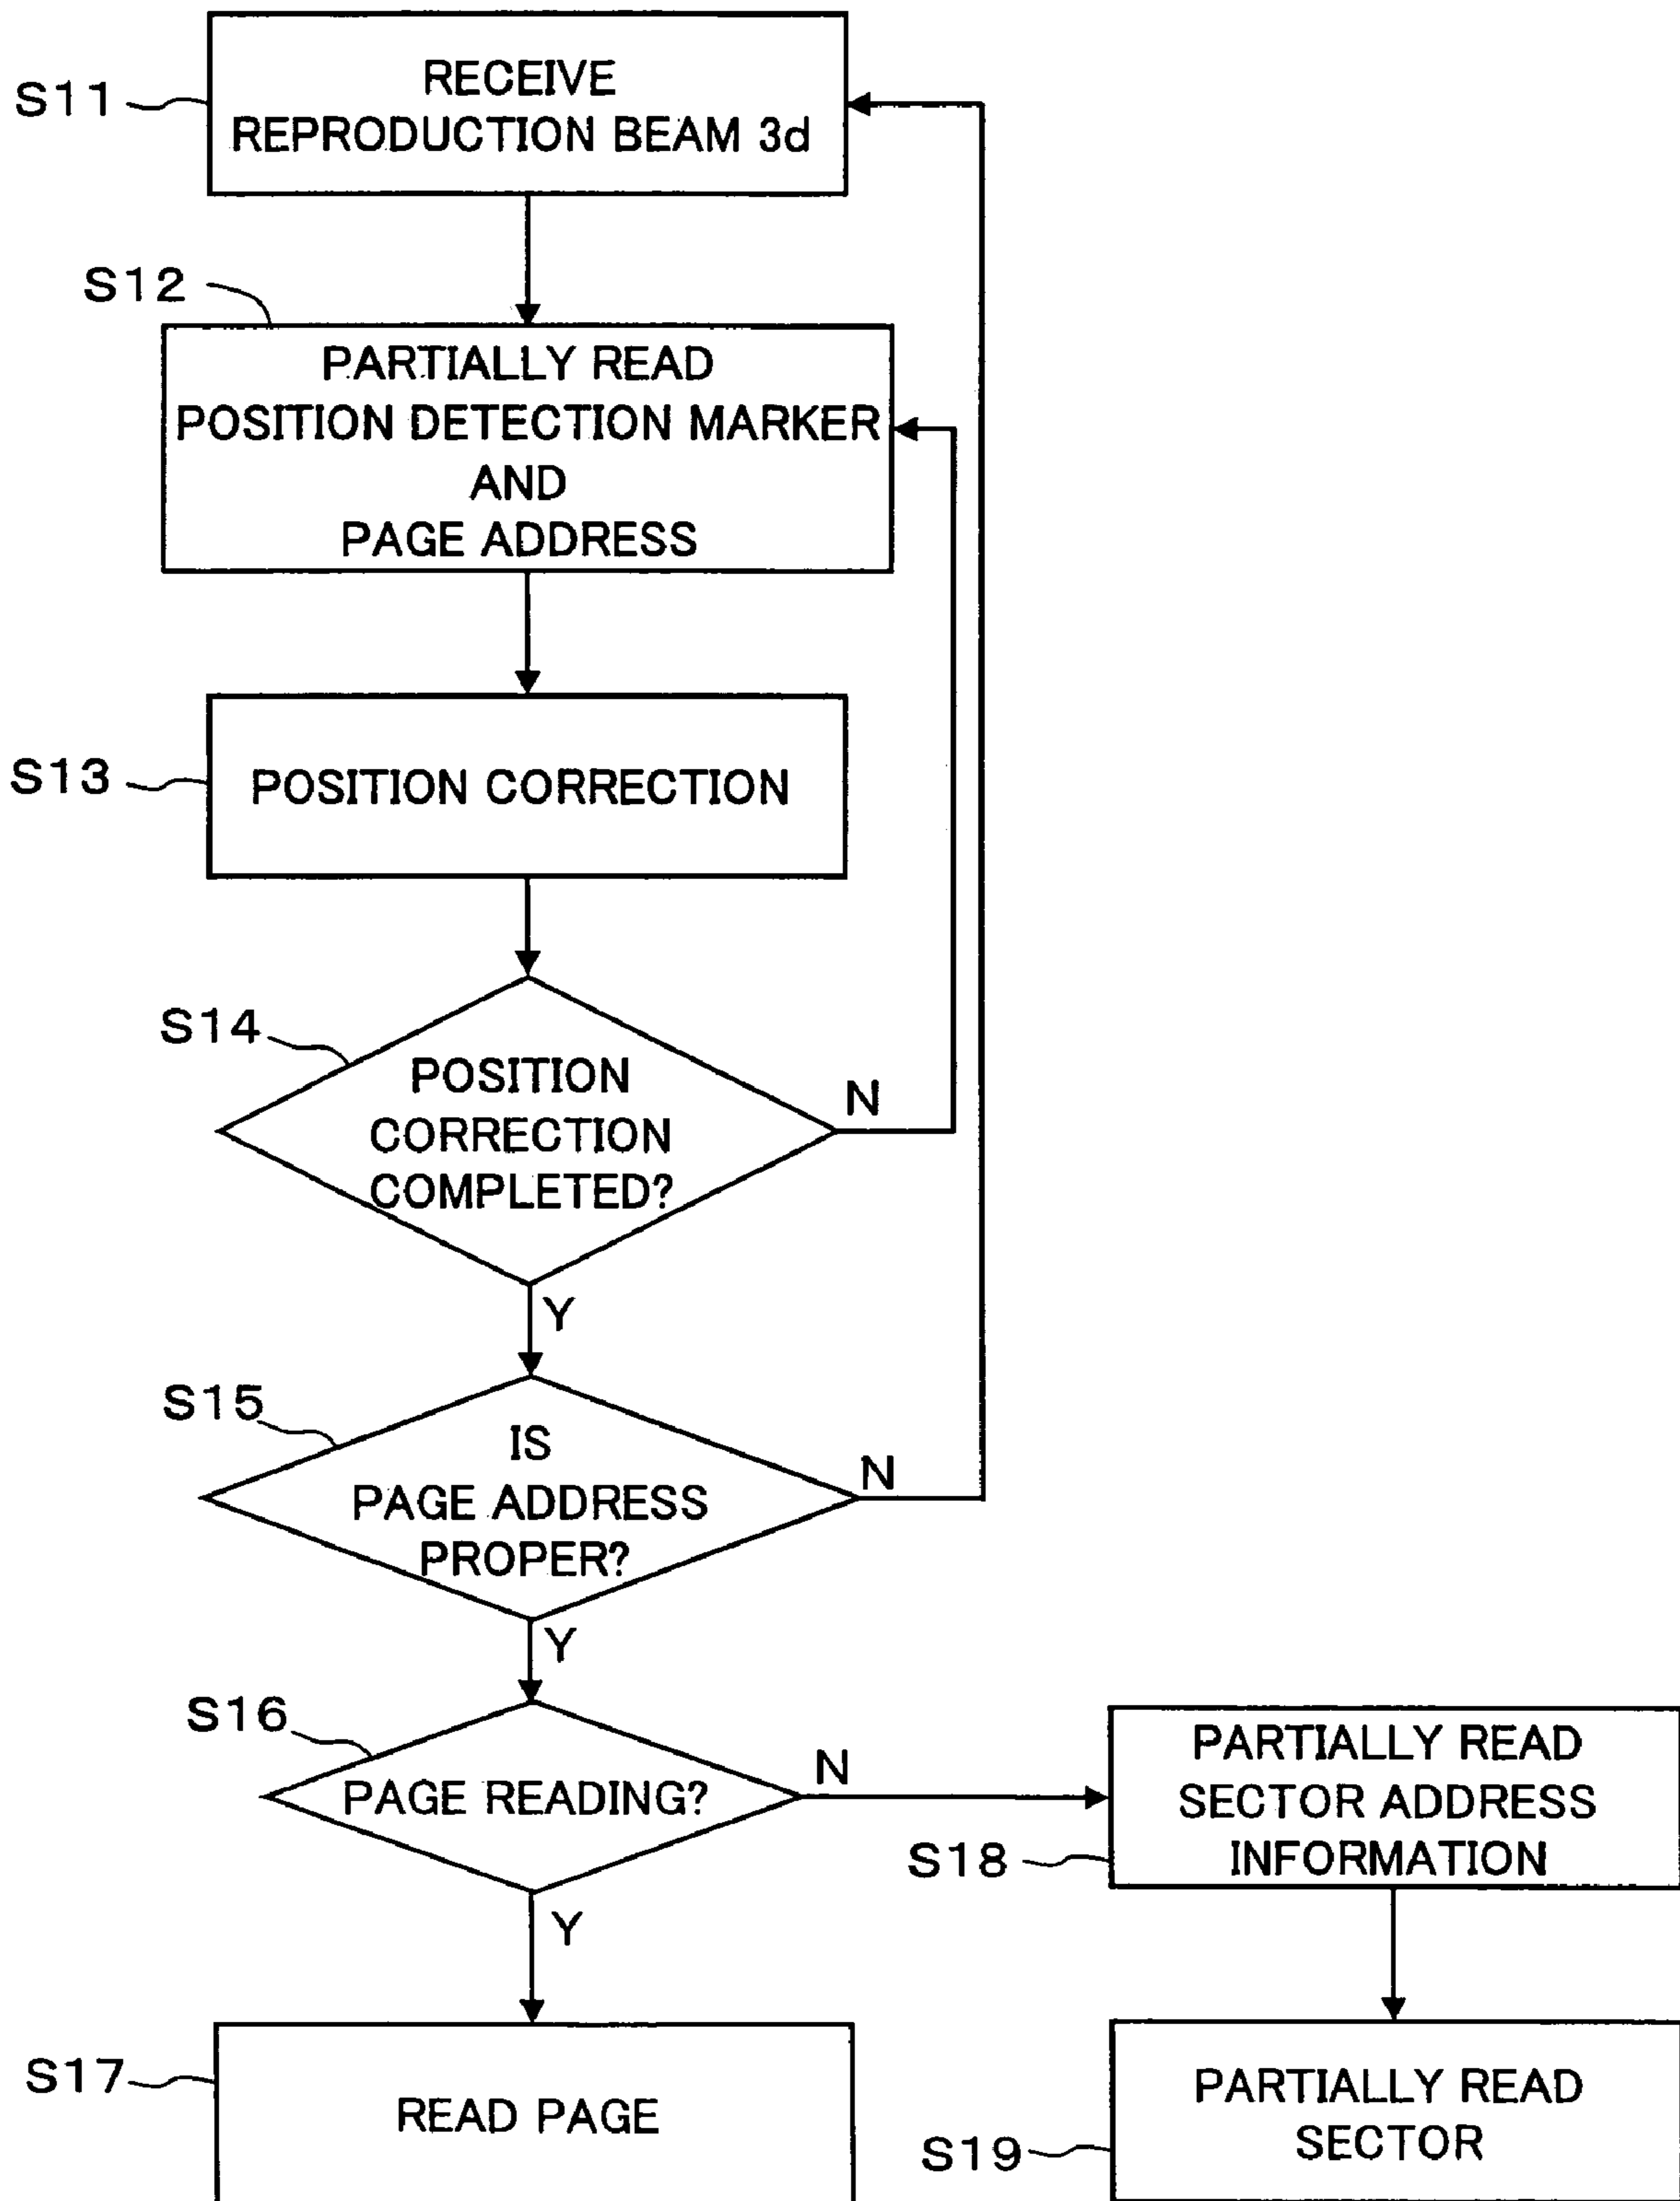 S11
RECEIVE
REPRODUCTION BEAM 3d
S12
PARTIALLY READ
POSITION DETECTION MARKER
AND
PAGE ADDRESS
S13
POSITION CORRECTION
S14
POSITION
CORRECTION
COMPLETED?
N
Y
S15
IS
PAGE ADDRESS
PROPER?
N
Y
S16
PAGE READING?
N
Y
S18
PARTIALLY READ
SECTOR ADDRESS
INFORMATION
S17
READ PAGE
S19
PARTIALLY READ
SECTOR